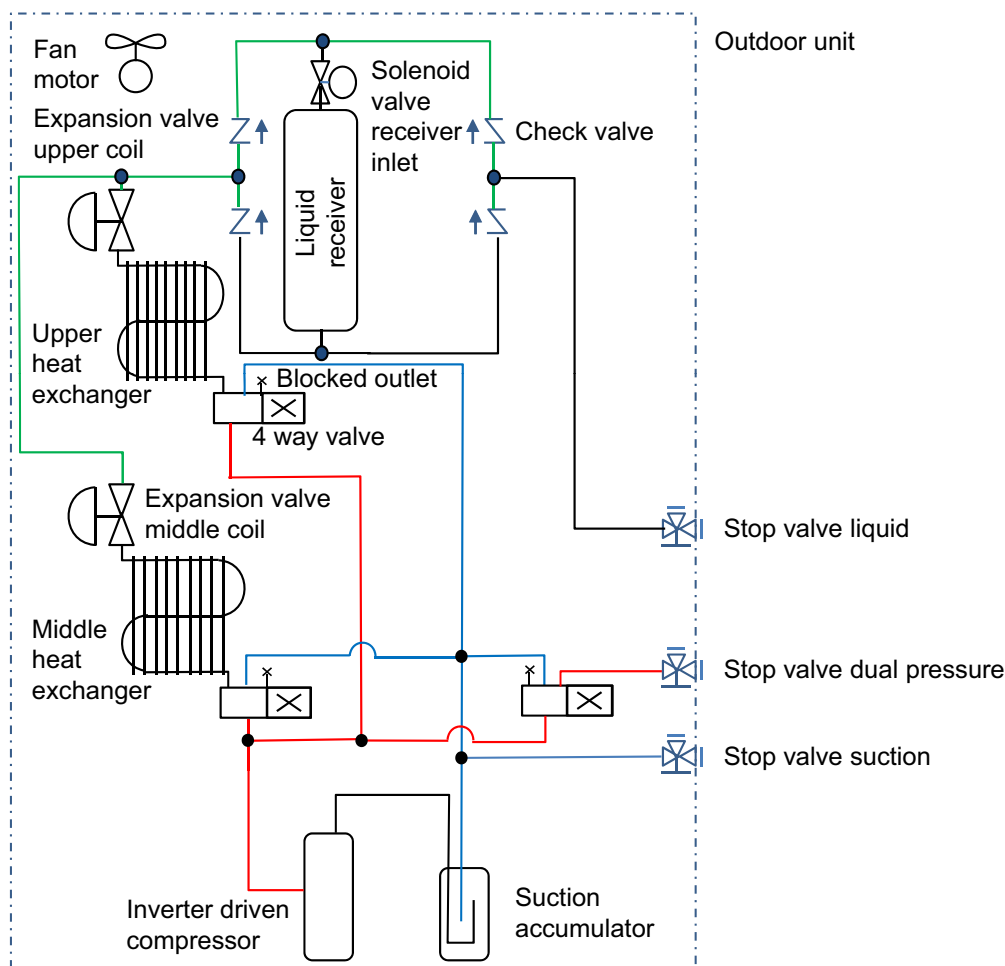 Outdoor unit
Fan
motor
Solenoid
valve
receiver
inlet
Expansion valve
upper coil
Check valve
Liquid
receiver
Upper
heat
exchanger
Blocked outlet
4 way valve
Expansion valve
middle coil
Stop valve liquid
Middle
heat
exchanger
Stop valve dual pressure
Stop valve suction
Inverter driven
compressor
Suction
accumulator